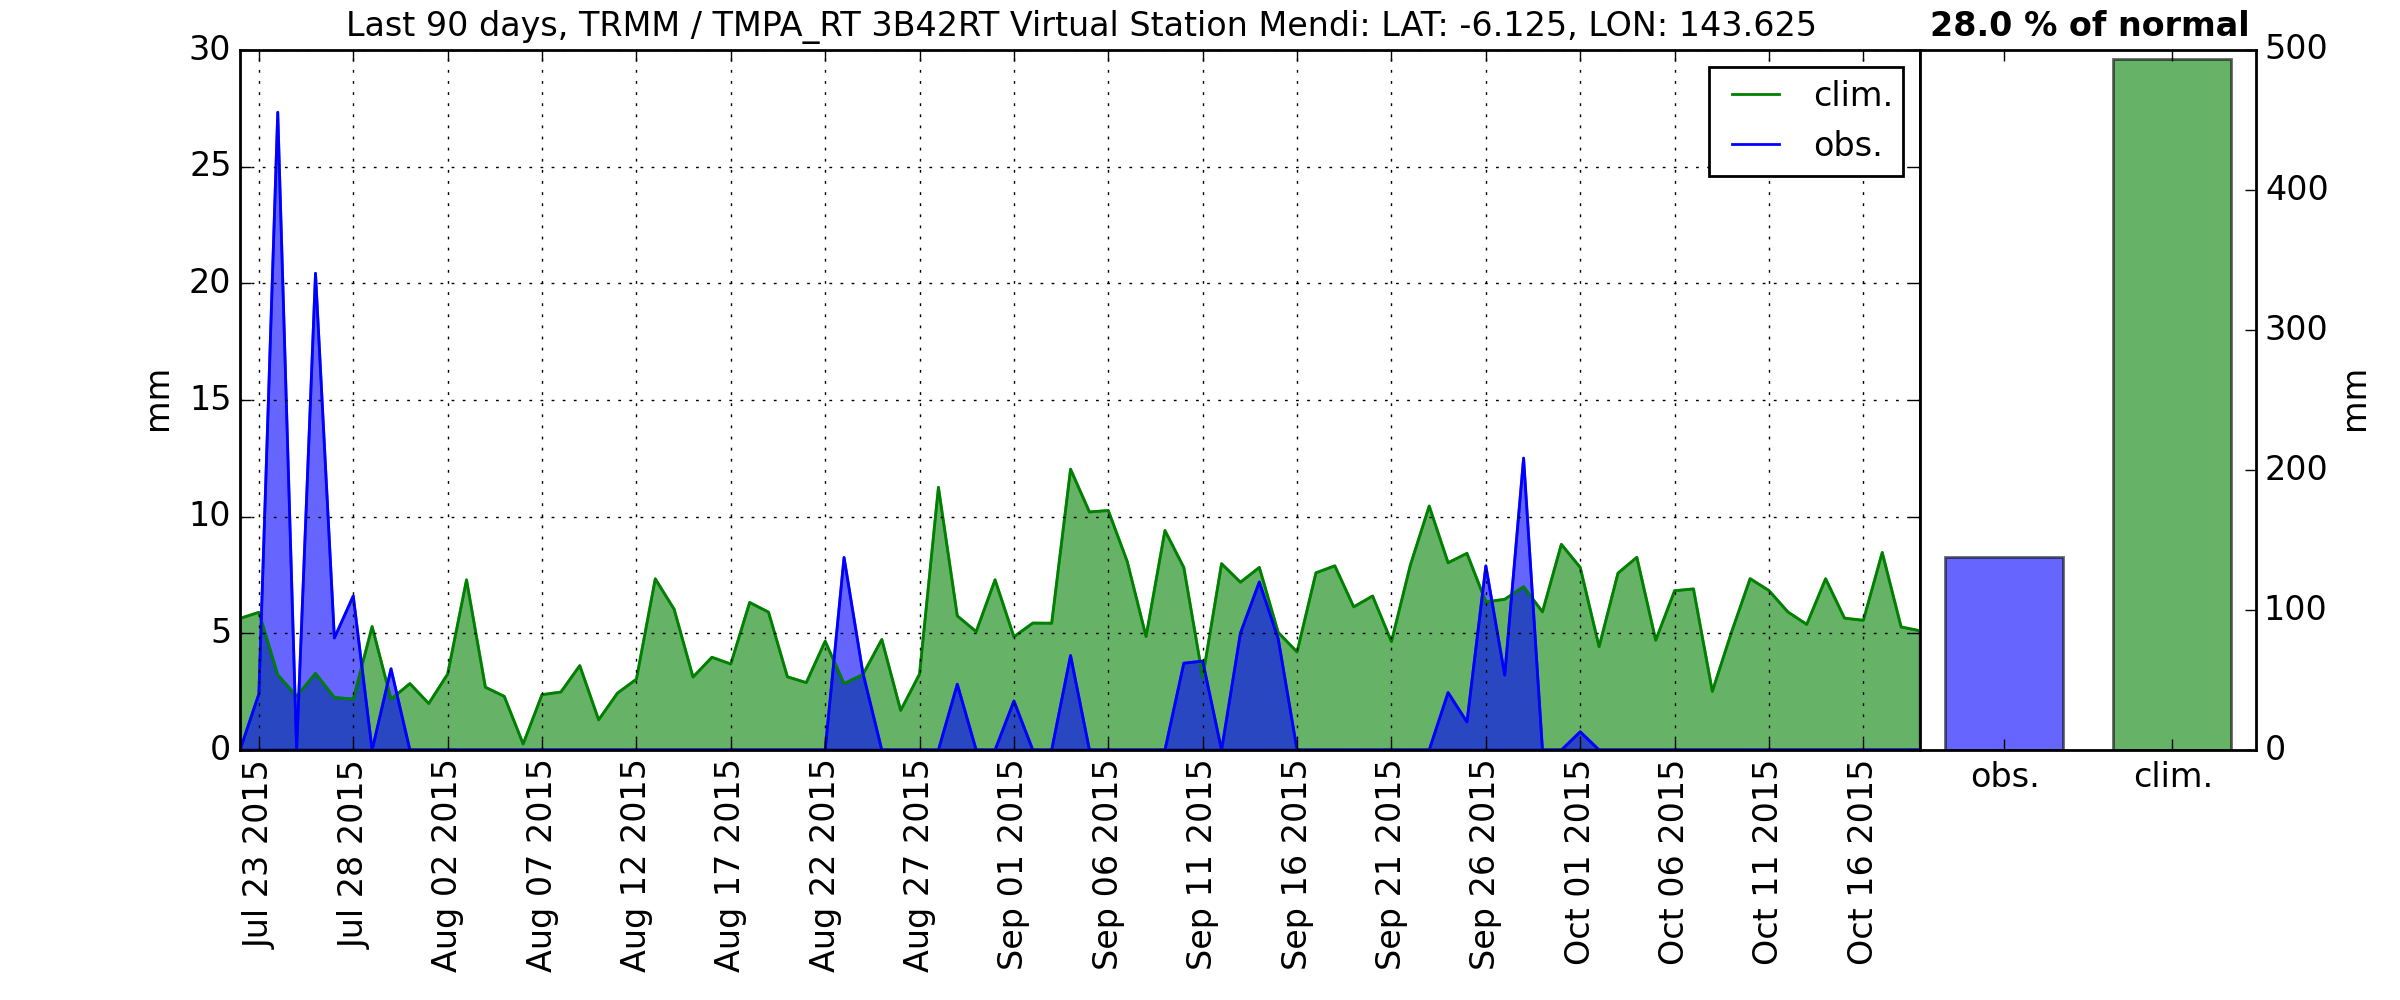 Last 90 days, TRMM / TMPA_RT 3B42RT Virtual Station Mendi: LAT: -6.125, LON: 143.625
28.0 % of normal
30
25
20
15
10
5
0
mm
clim.
obs.
500
400
300
200
100
0
mm
Jul 23 2015
Jul 28 2015
Aug 02 2015
Aug 07 2015
Aug 12 2015
Aug 17 2015
Aug 22 2015
Aug 27 2015
Sep 01 2015
Sep 06 2015
Sep 11 2015
Sep 16 2015
Sep 21 2015
Sep 26 2015
Oct 01 2015
Oct 06 2015
Oct 11 2015
Oct 16 2015
obs.
clim.